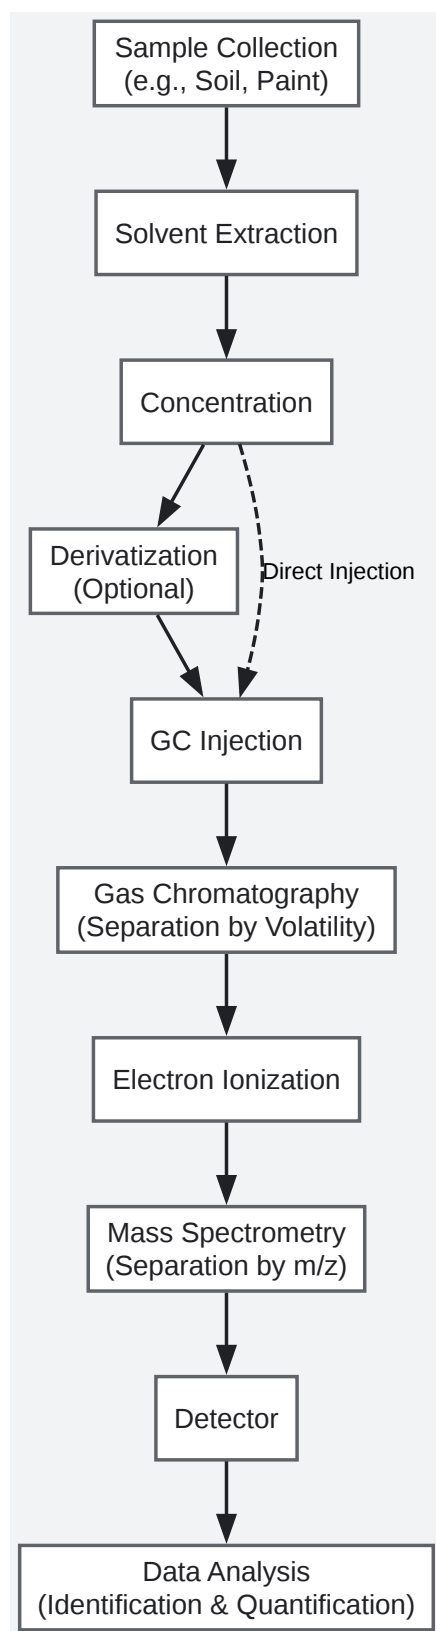 Sample Collection
(e.g., Soil, Paint)
Solvent Extraction
Concentration
Derivatization
(Optional)
Direct Injection
GC Injection
Gas Chromatography
(Separation by Volatility)
Electron Ionization
Mass Spectrometry
(Separation by m/z)
Detector
Data Analysis
(Identification & Quantification)